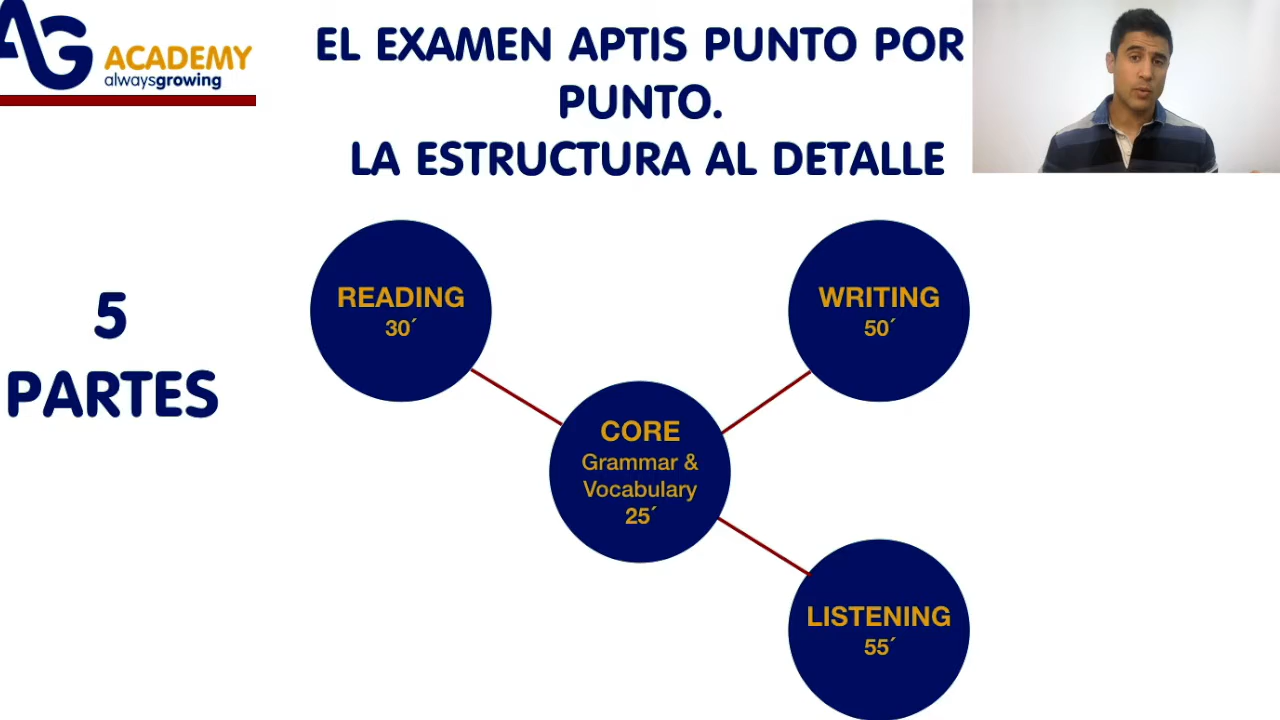 AG
ACADEMY
alwaysgrowing
EL EXAMEN APTIS PUNTO POR
PUNTO.
LA ESTRUCTURA AL DETALLE
5
PARTES
READING
30´
WRITING
50´
CORE
Grammar &
Vocabulary
25´
LISTENING
55´